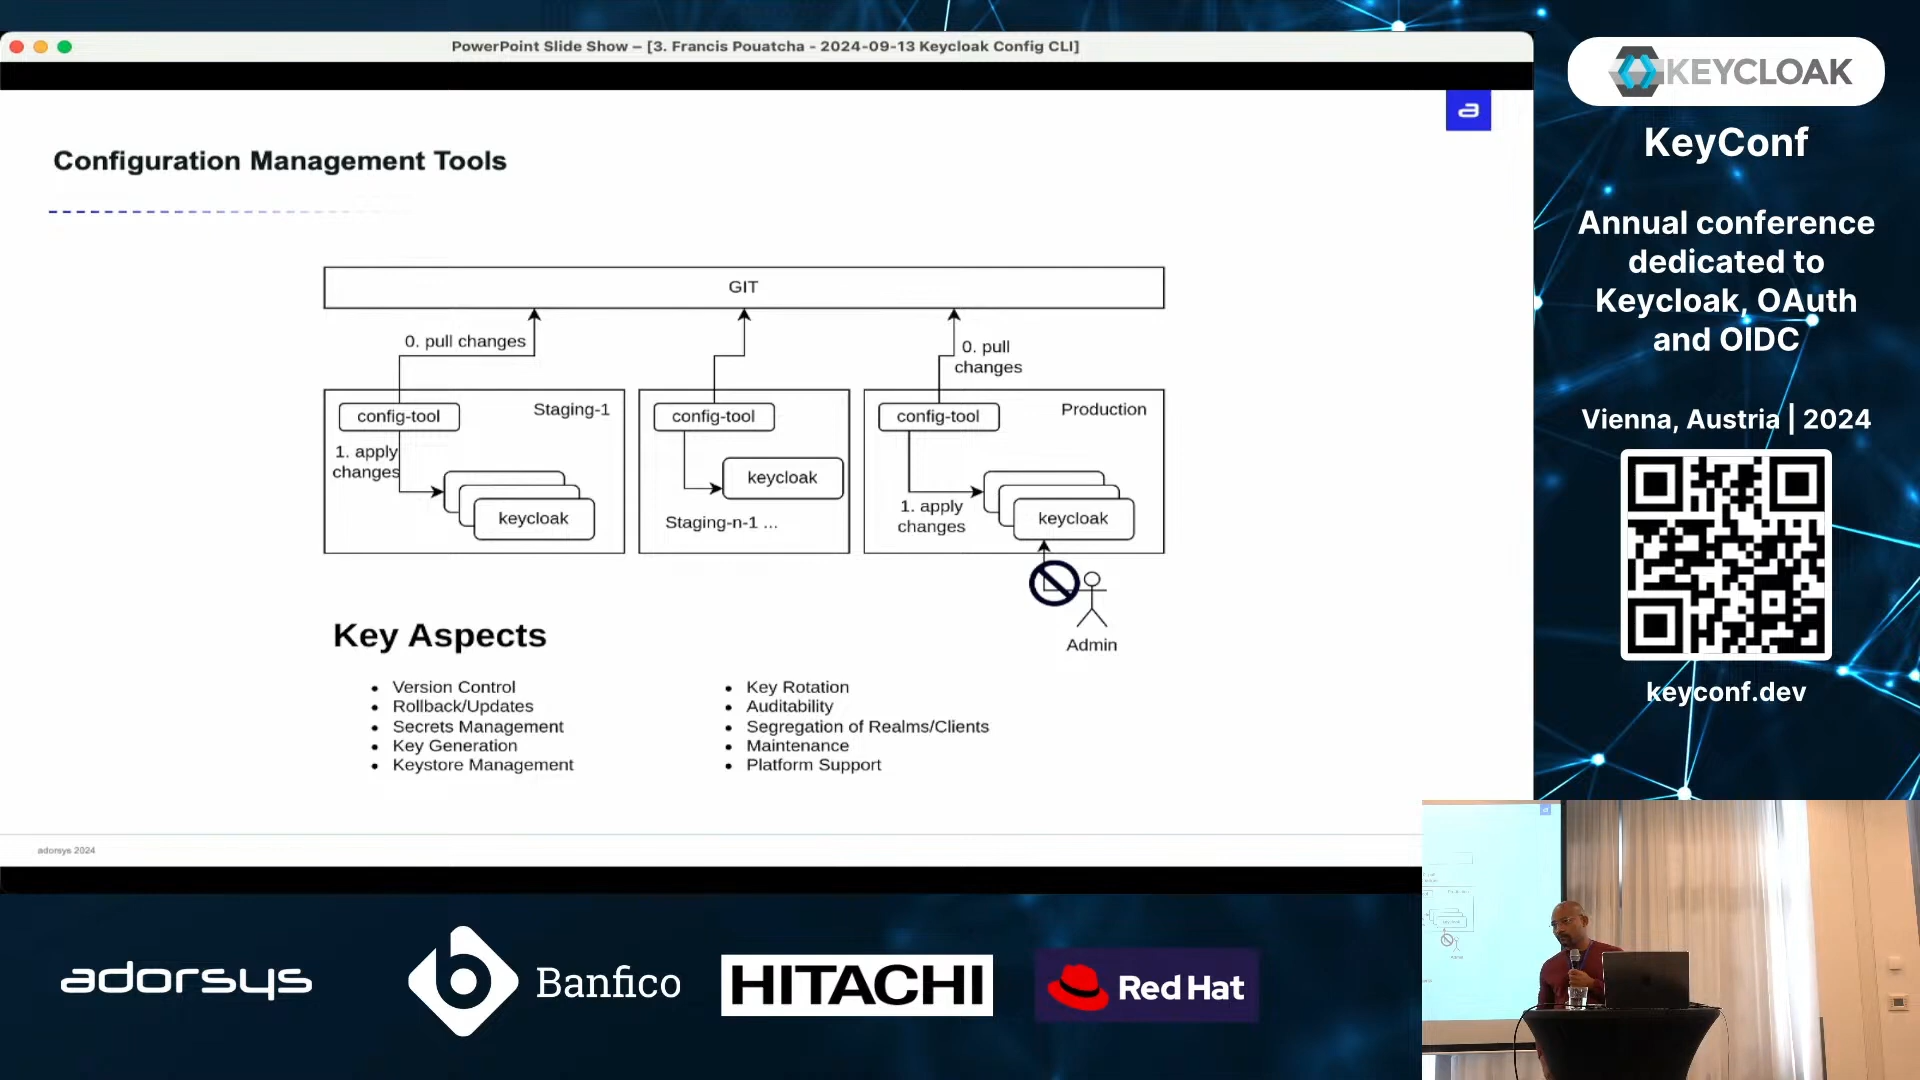 PowerPoint Slide Show – [3. Francis Pouatcha - 2024-09-13 Keycloak Config CLI]
a
Configuration Management Tools
GIT
0. pull changes
0. pull
changes
config-tool
Staging-1
1. apply
changes
keycloak
config-tool
keycloak
Staging-n-1 ...
config-tool
Production
1. apply
changes
keycloak
Admin
Key Aspects
• Version Control
• Rollback/Updates
• Secrets Management
• Key Generation
• Keystore Management
• Key Rotation
• Auditability
• Segregation of Realms/Clients
• Maintenance
• Platform Support
adorsys 2024
KEYCLOAK
KeyConf
Annual conference
dedicated to
Keycloak, OAuth
and OIDC
Vienna, Austria | 2024
keyconf.dev
adorsys
Banfico
HITACHI
Red Hat